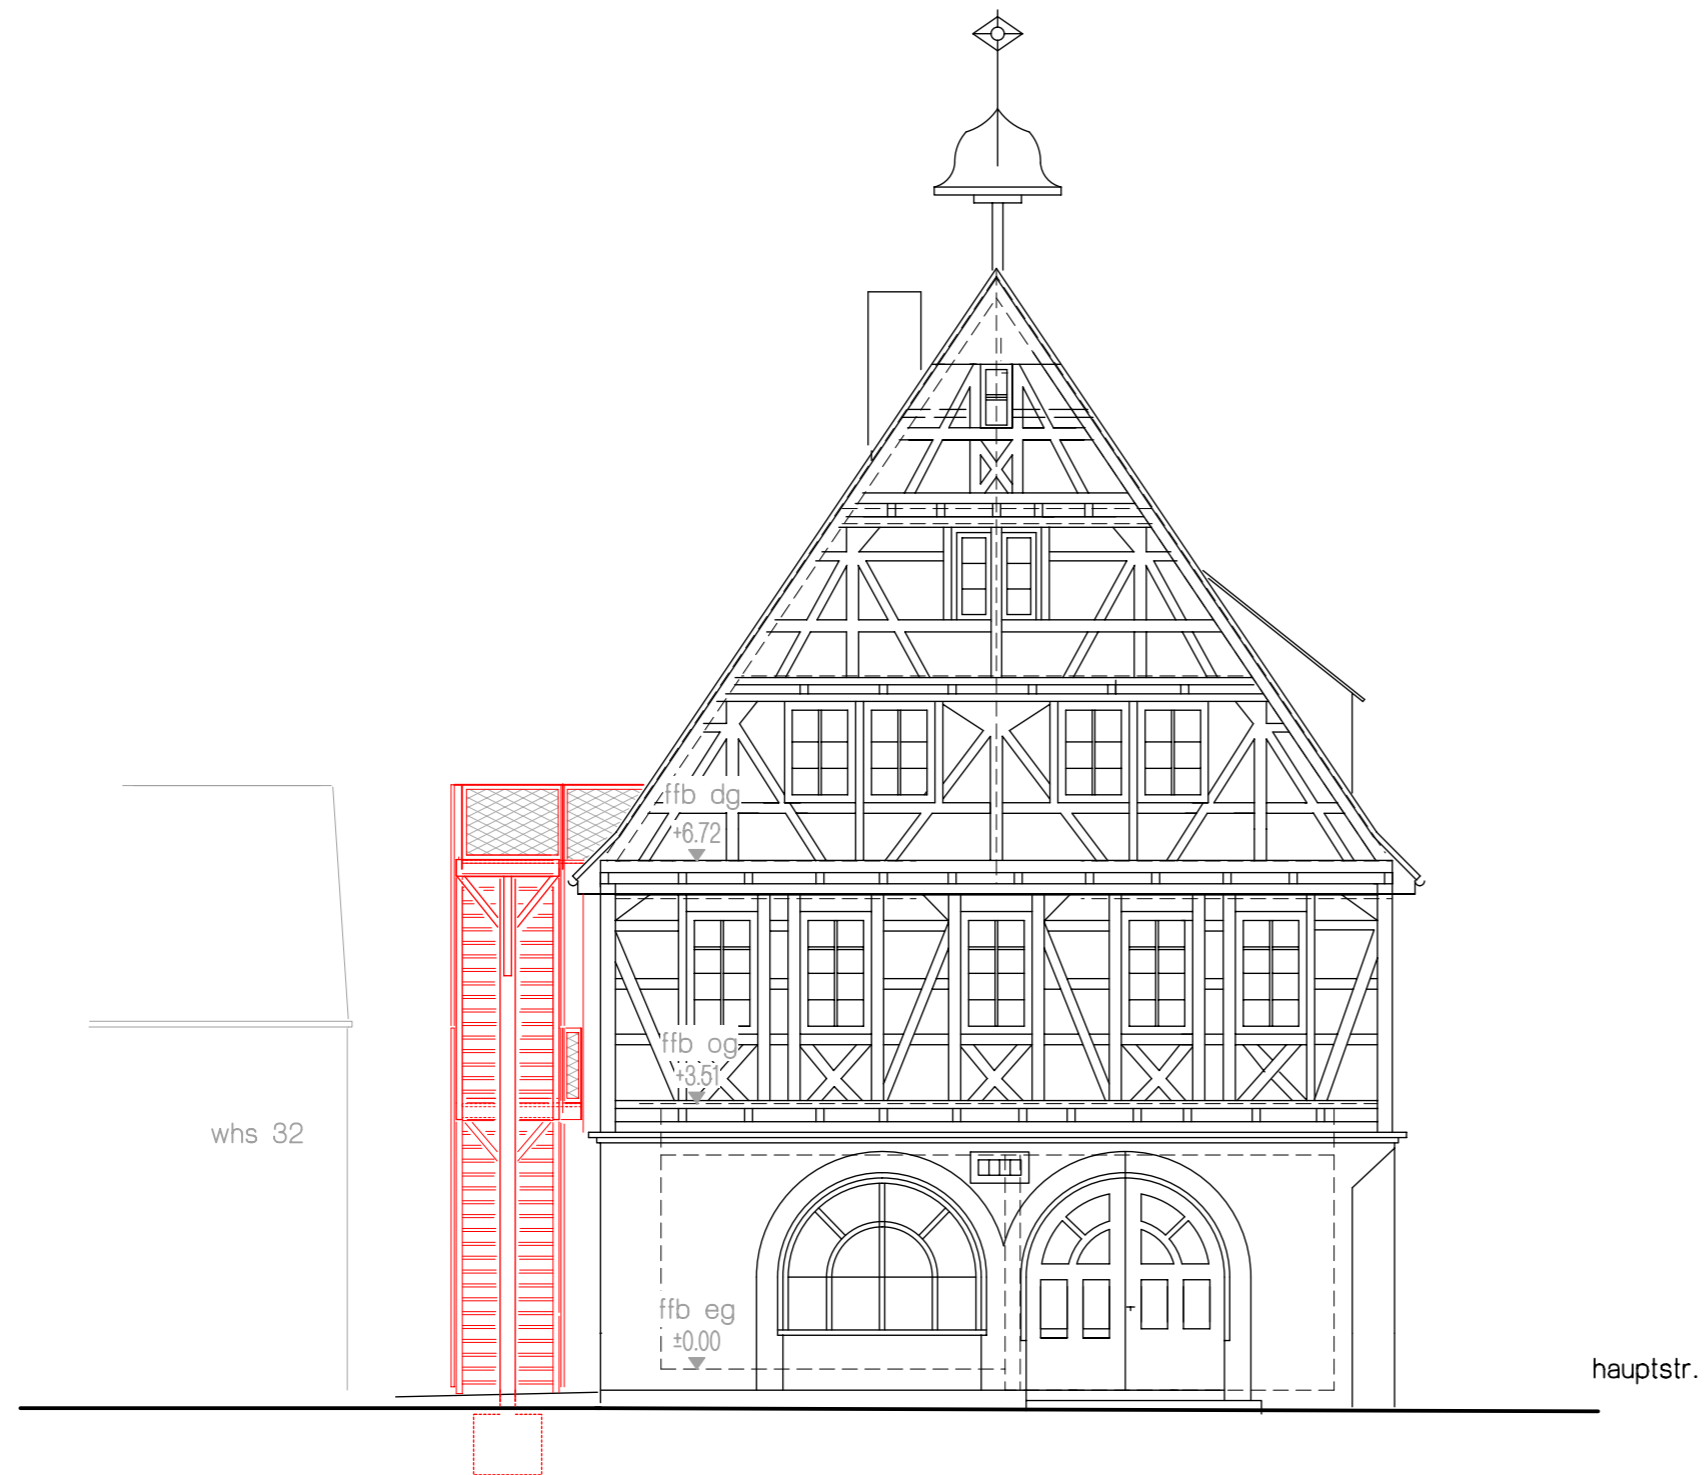 ffb dg
+6.72
ffb og
+3.51
whs 32
ffb eg
±0.00
hauptstr.